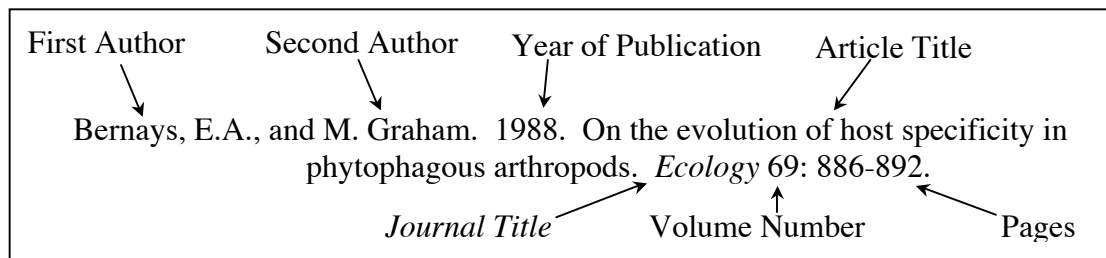 First Author Second Author Year of Publication Article Title
Bernays, E.A., and M. Graham. 1988. On the evolution of host specificity in
phytophagous arthropods. Ecology 69: 886-892.
Journal Title Volume Number Pages